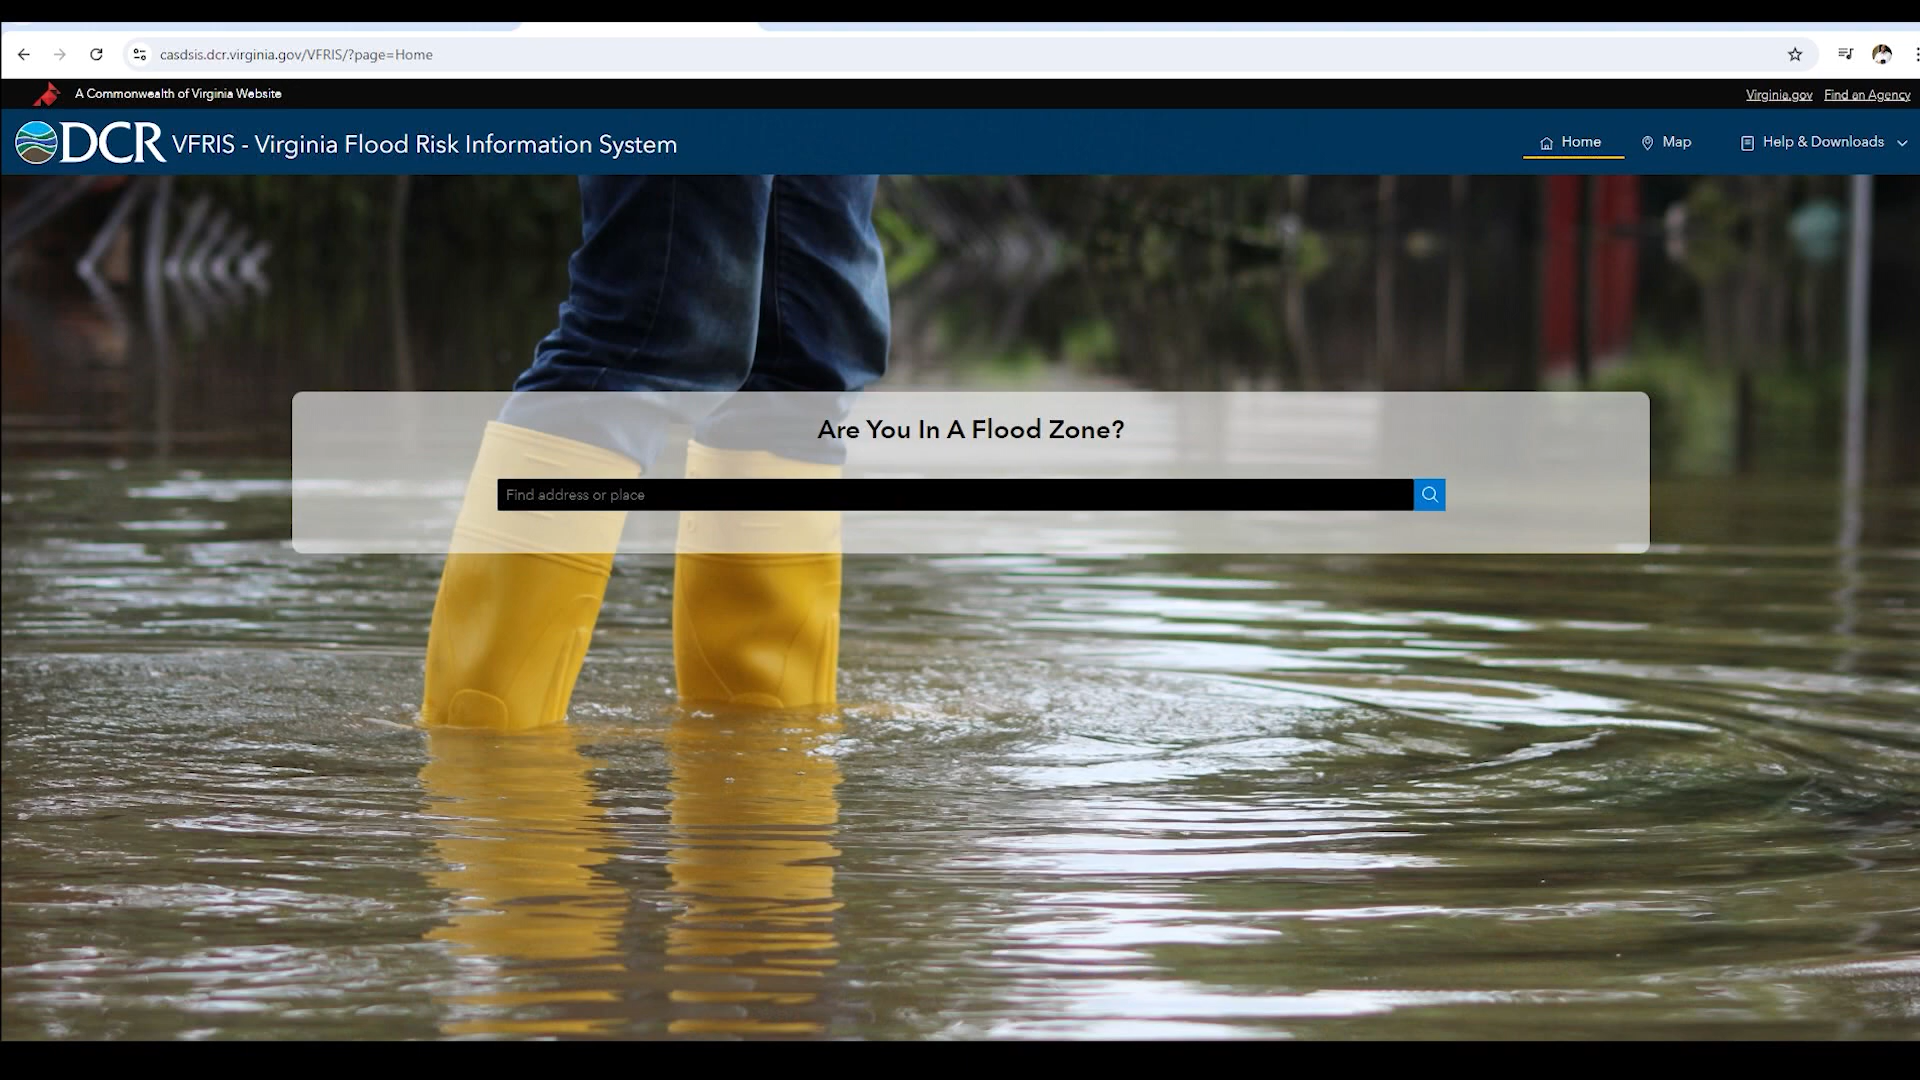 casdsis.dcr.virginia.gov/VFRIS/?page=Home
A Commonwealth of Virginia Website
Virginia.gov Find an Agency
DCR VFRIS - Virginia Flood Risk Information System
Home Map Help & Downloads
Are You In A Flood Zone?
Find address or place